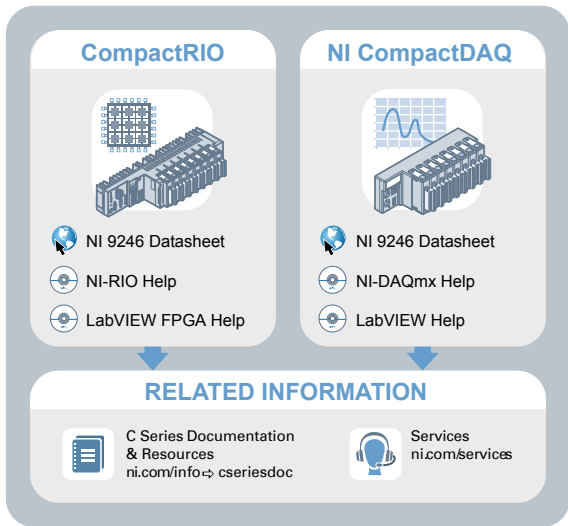 CompactRIO
NI 9246 Datasheet
NI-RIO Help
LabVIEW FPGA Help
NI CompactDAQ
NI 9246 Datasheet
NI-DAQmx Help
LabVIEW Help
RELATED INFORMATION
C Series Documentation
& Resources
ni.com/info ⇨ cseriesdoc
Services
ni.com/services